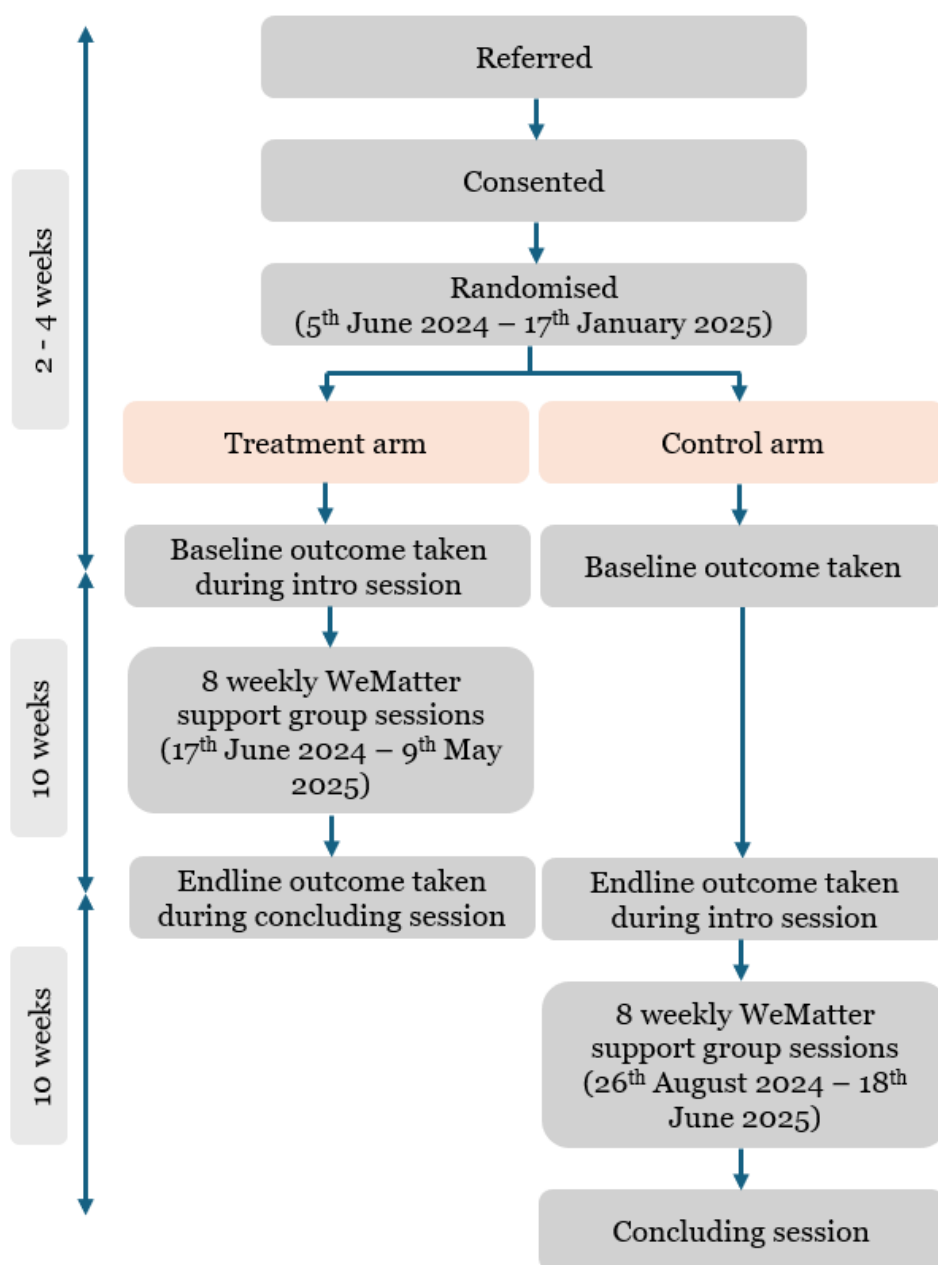 Referred
Consented
Randomised
(5th June 2024 – 17th January 2025)
2 - 4 weeks
Treatment arm
Control arm
Baseline outcome taken
during intro session
Baseline outcome taken
10 weeks
8 weekly WeMatter
support group sessions
(17th June 2024 – 9th May
2025)
Endline outcome taken
during concluding session
Endline outcome taken
during intro session
10 weeks
8 weekly WeMatter
support group sessions
(26th August 2024 – 18th
June 2025)
Concluding session